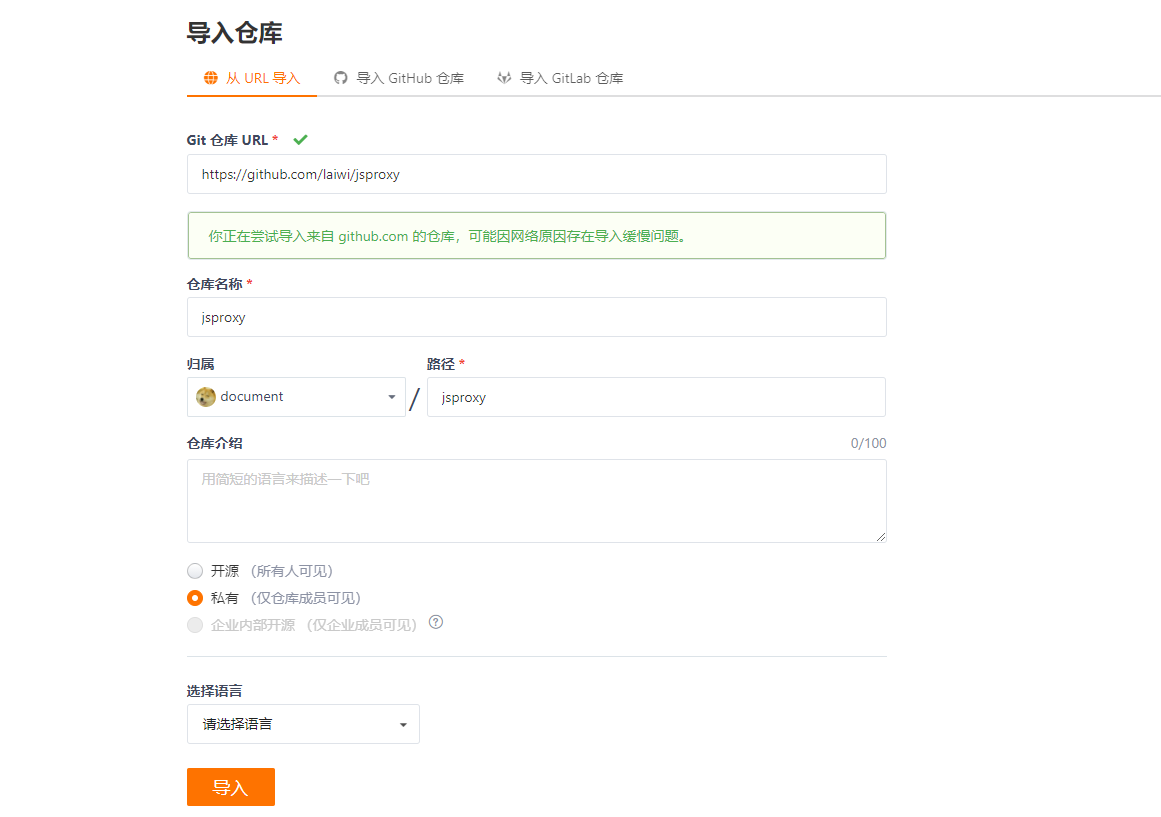 导入仓库
从 URL 导入 导入 GitHub 仓库 导入 GitLab 仓库
Git 仓库 URL *
https://github.com/laiwi/jsproxy
你正在尝试导入来自 github.com 的仓库，可能因网络原因存在导入缓慢问题。
仓库名称 *
jsproxy
归属 路径 *
document / jsproxy
仓库介绍 0/100
用简短的语言来描述一下吧
开源 （所有人可见）
私有 （仅仓库成员可见）
企业内部开源 （仅企业成员可见） ?
选择语言
请选择语言
导入